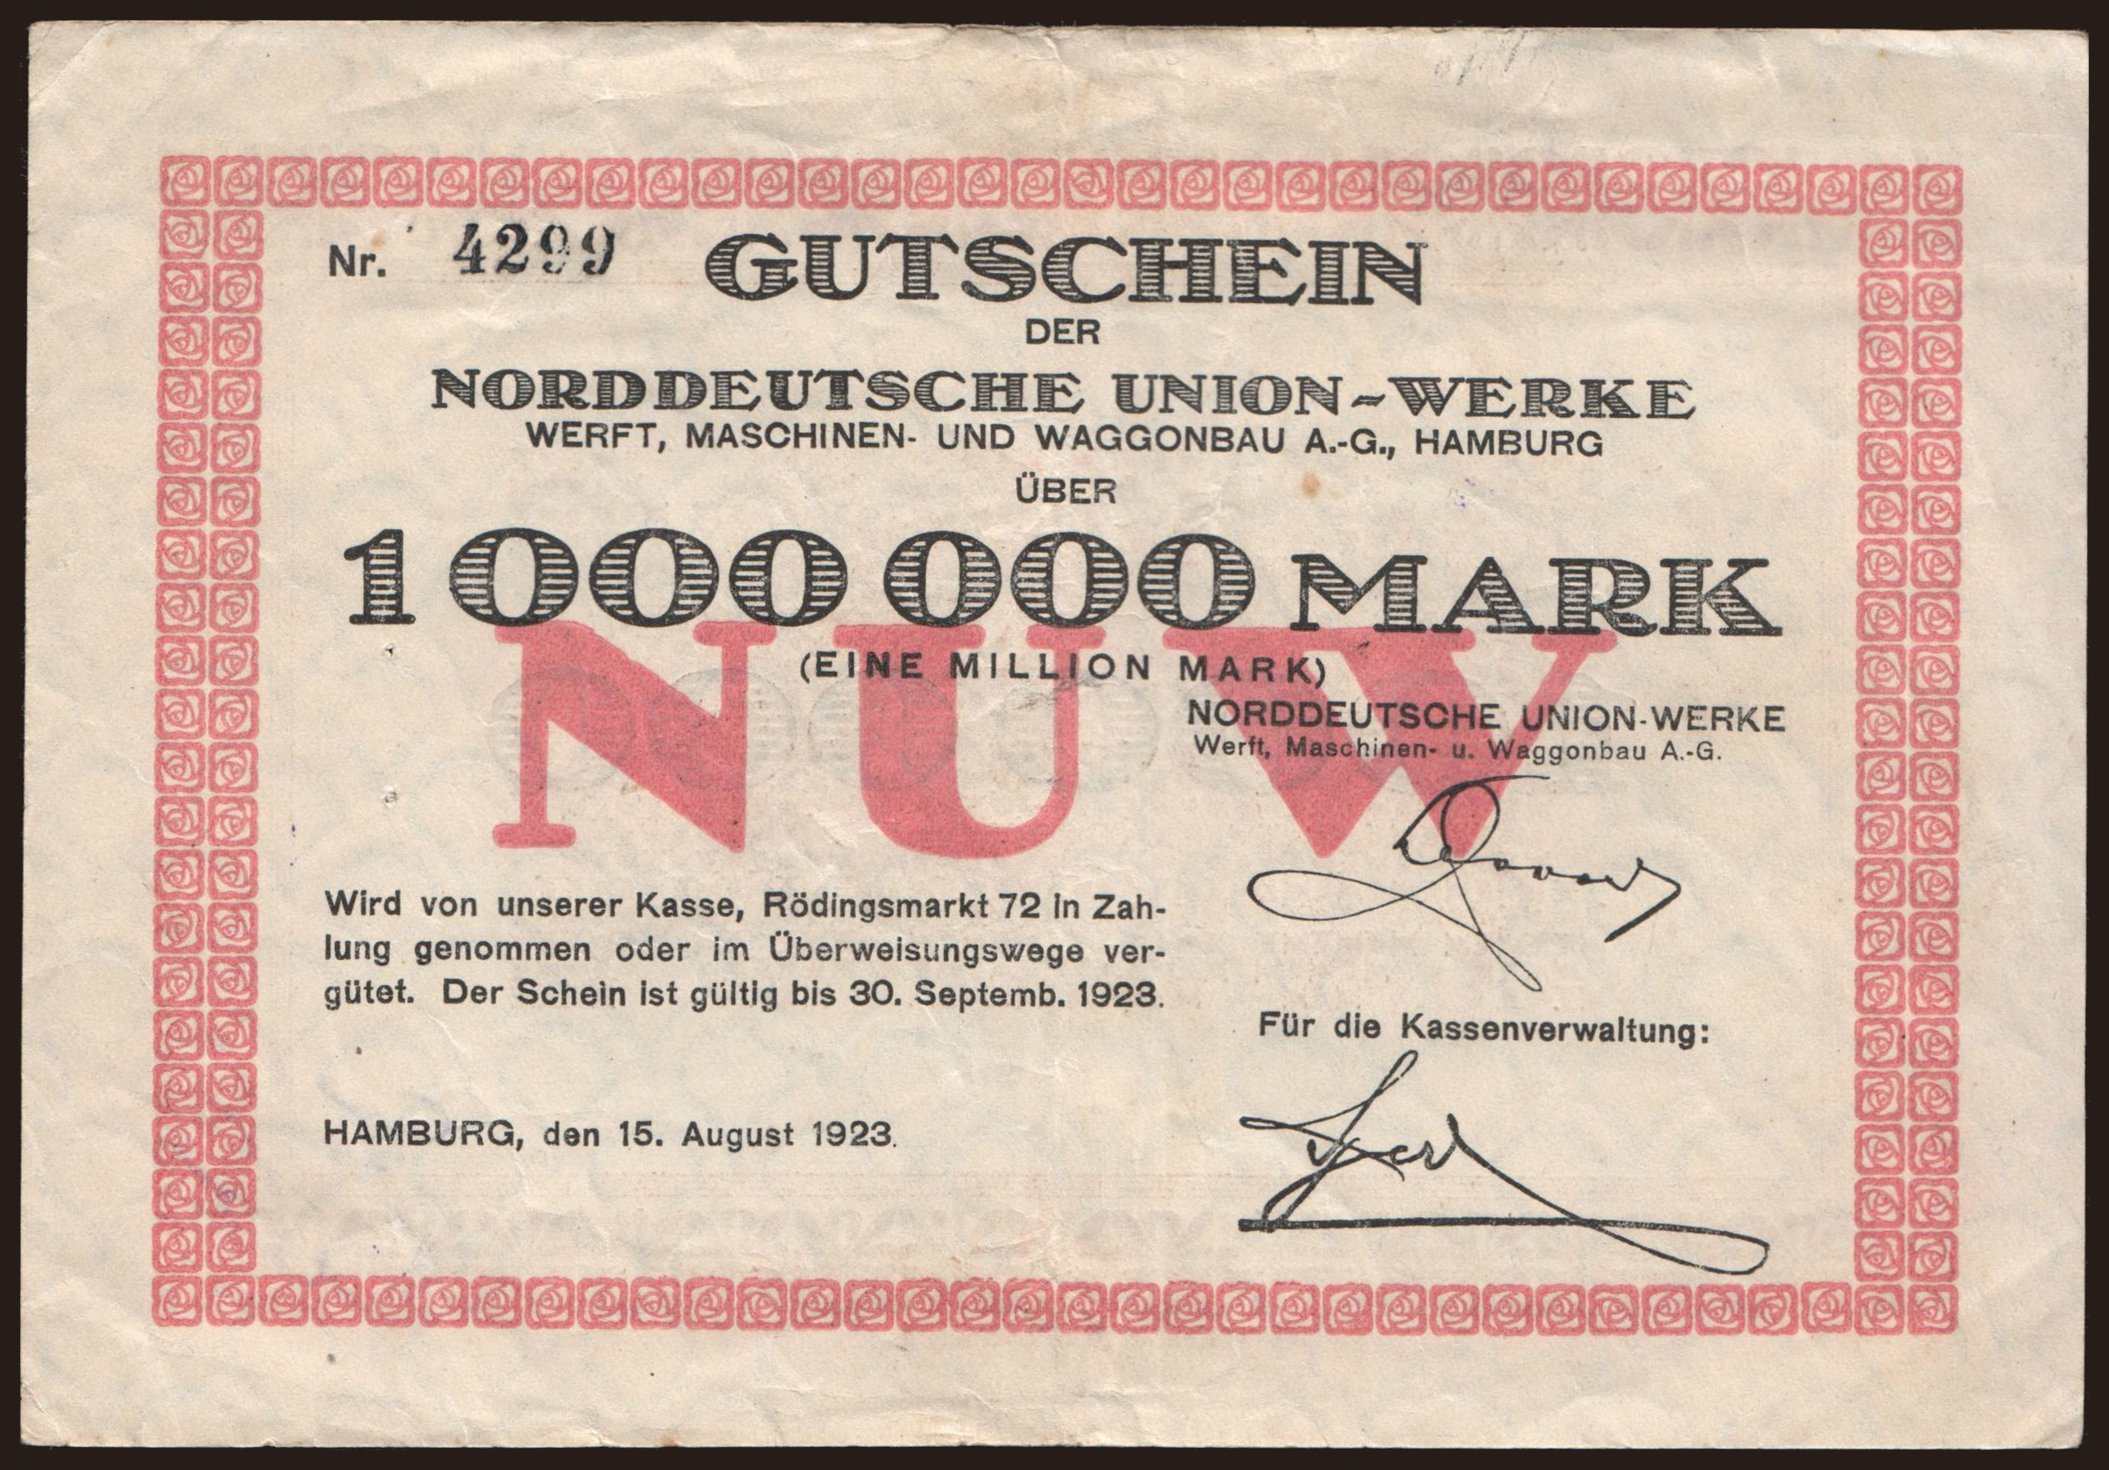 Nr. 4299
GUTSCHEIN
DER
NORDDEUTSCHE UNION-WERKE
WERFT, MASCHINEN- UND WAGGONBAU A.-G., HAMBURG
ÜBER
1 000 000 MARK
NUW
(EINE MILLION MARK)
NORDDEUTSCHE UNION-WERKE
Werft, Maschinen- u. Waggonbau A.-G.
Wird von unserer Kasse, Rödingsmarkt 72 in Zah-
lung genommen oder im Überweisungswege ver-
gütet. Der Schein ist gültig bis 30. Septemb. 1923.
Für die Kassenverwaltung:
HAMBURG, den 15. August 1923.